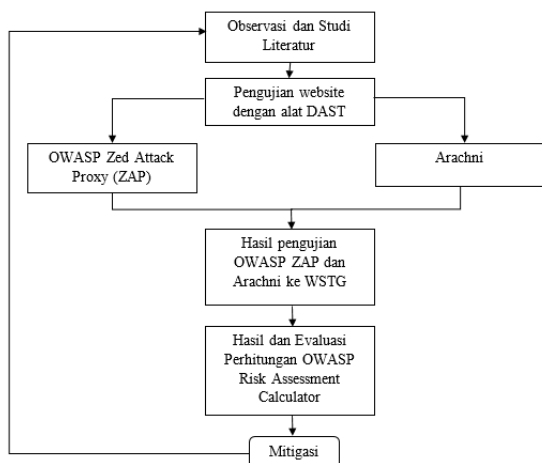 Observasi dan Studi
Literatur
Pengujian website
dengan alat DAST
OWASP Zed Attack
Proxy (ZAP)
Arachni
Hasil pengujian
OWASP ZAP dan
Arachni ke WSTG
Hasil dan Evaluasi
Perhitungan OWASP
Risk Assessment
Calculator
Mitigasi